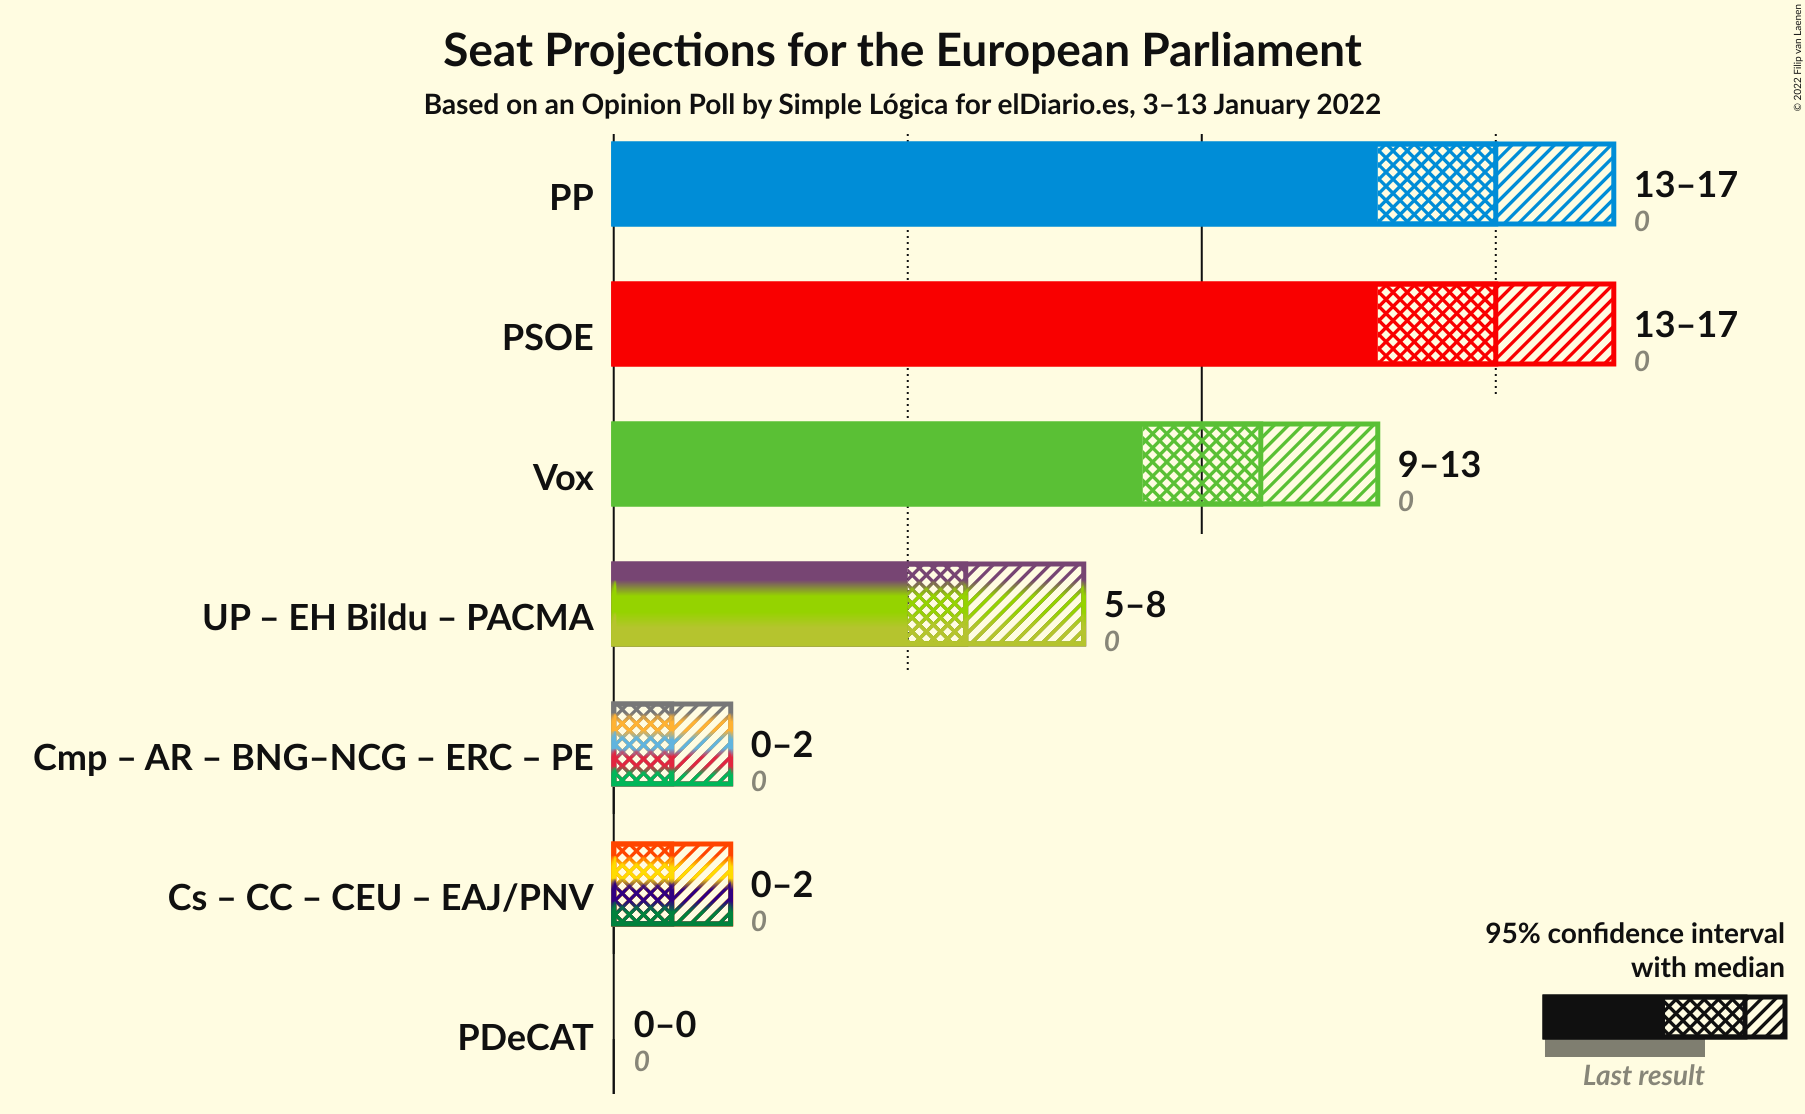 Seat Projections for the European Parliament
Based on an Opinion Poll by Simple Lógica for elDiario.es, 3–13 January 2022
© 2022 Filip van Laenen
PP
13–17
0
PSOE
13–17
0
Vox
9–13
0
UP – EH Bildu – PACMA
5–8
0
Cmp – AR – BNG–NCG – ERC – PE
0–2
0
Cs – CC – CEU – EAJ/PNV
0–2
0
PDeCAT
0–0
0
95% confidence interval
with median
Last result